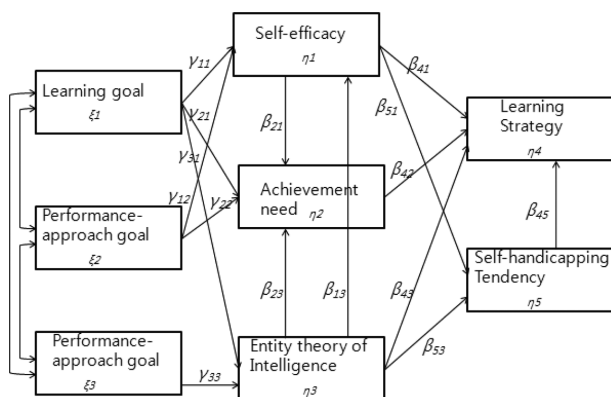 Self-efficacy
η1
Learning goal
ξ1
γ11
γ21
γ31
γ12
γ22
β21
β41
β51
Learning
Strategy
η4
Achievement
need
η2
β42
Performance-
approach goal
ξ2
β45
Self-handicapping
Tendency
η5
β23
β13
β43
β53
Performance-
approach goal
ξ3
γ33
Entity theory of
Intelligence
η3